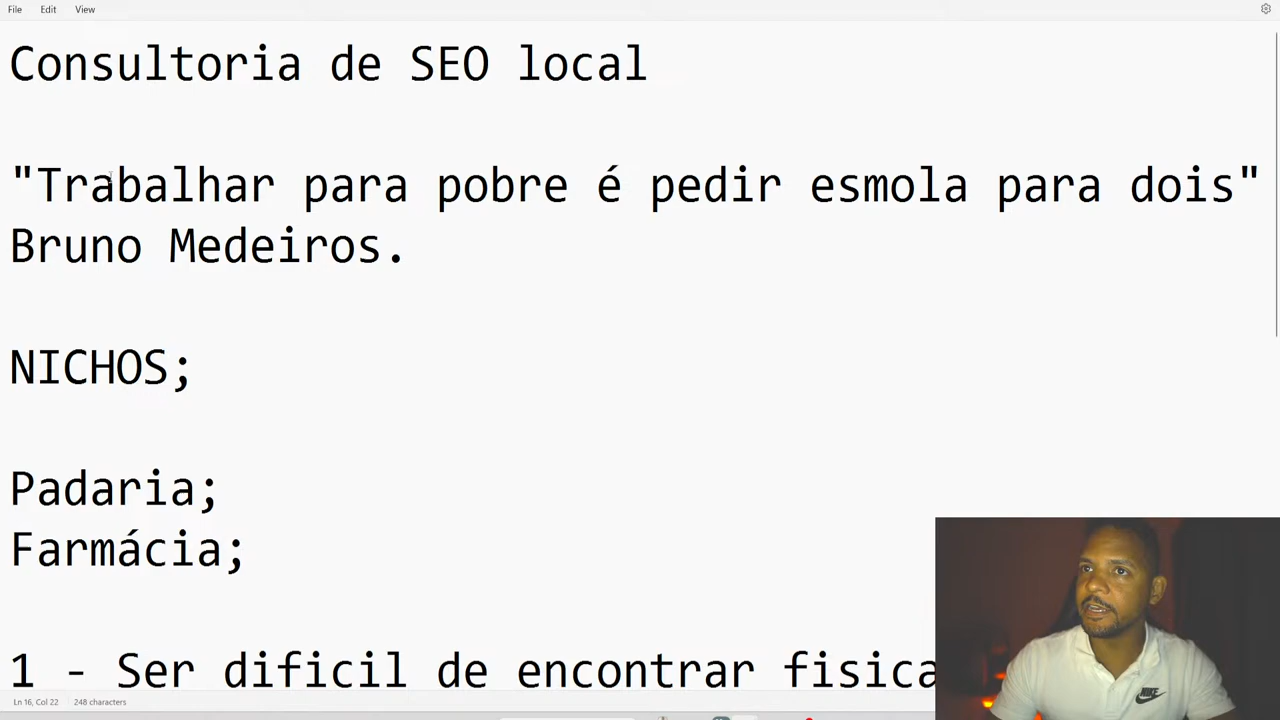 File Edit View
Consultoria de SEO local
"Trabalhar para pobre é pedir esmola para dois"
Bruno Medeiros.
NICHOS;
Padaria;
Farmácia;
1 - Ser dificil de encontrar fisica
NIKE
Ln 16, Col 22 248 characters